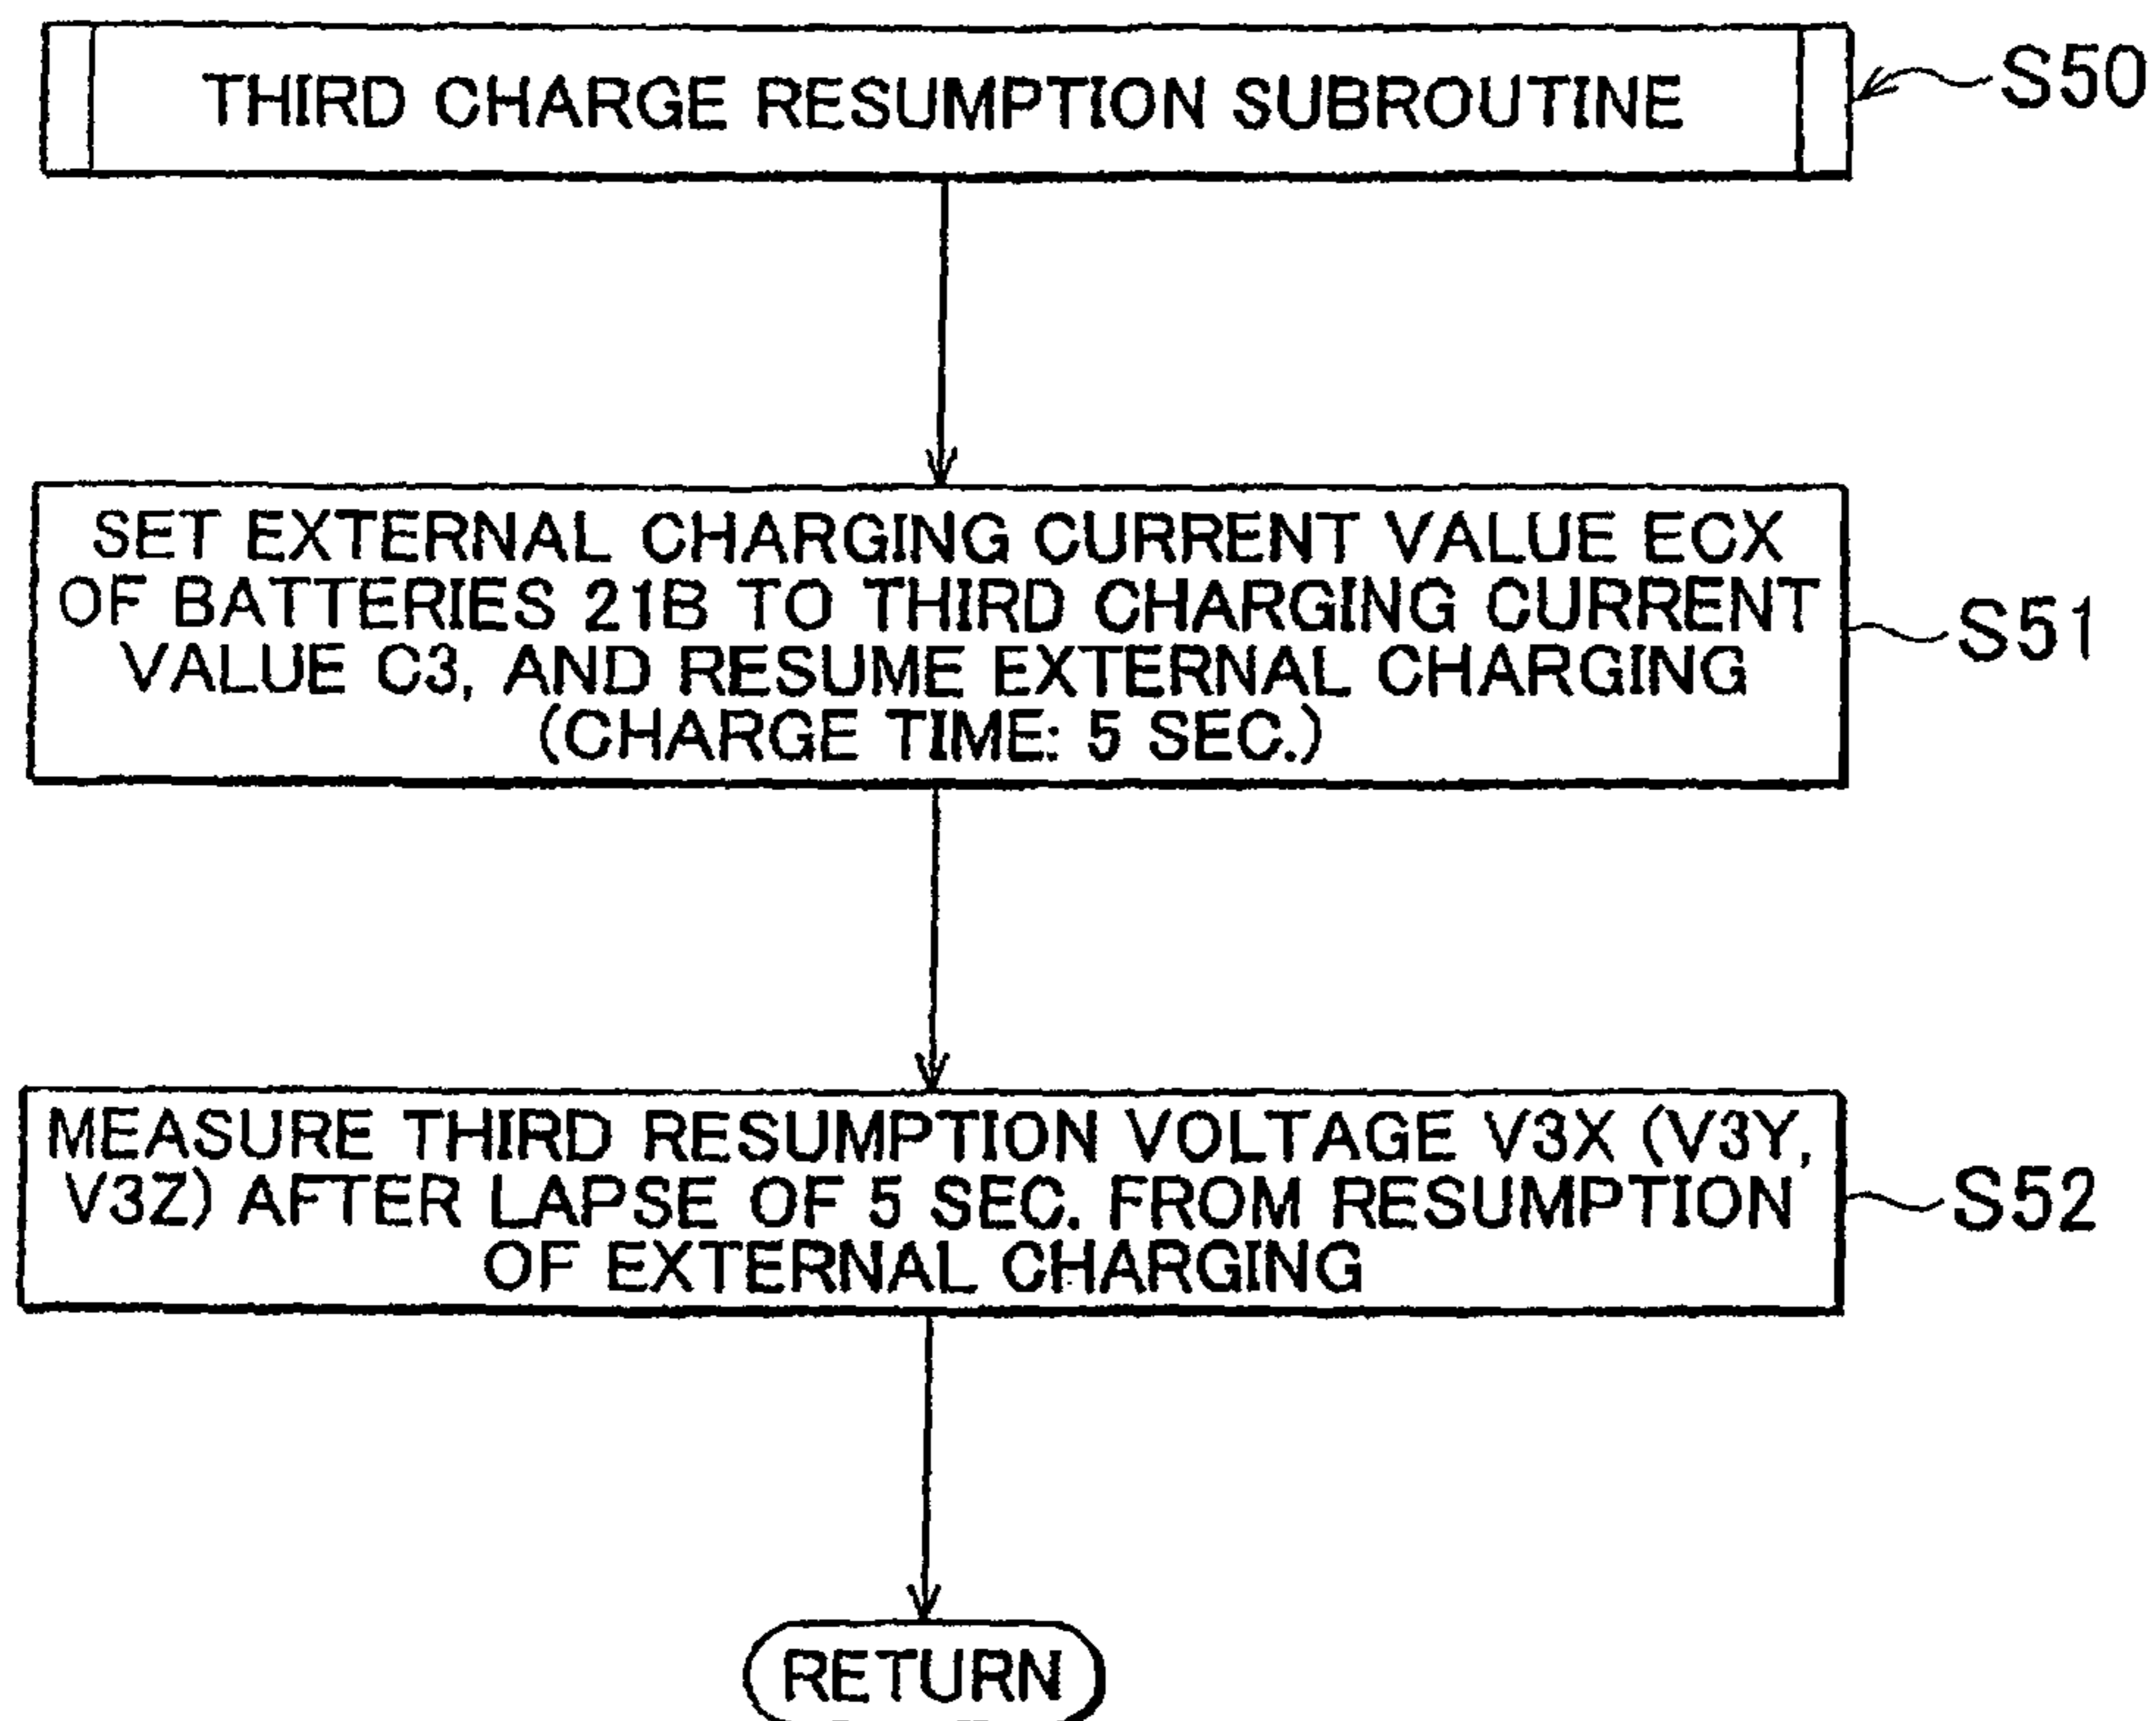 THIRD CHARGE RESUMPTION SUBROUTINE
S50
SET EXTERNAL CHARGING CURRENT VALUE ECX
OF BATTERIES 21B TO THIRD CHARGING CURRENT
VALUE C3, AND RESUME EXTERNAL CHARGING
(CHARGE TIME: 5 SEC.)
S51
MEASURE THIRD RESUMPTION VOLTAGE V3X (V3Y,
V3Z) AFTER LAPSE OF 5 SEC. FROM RESUMPTION
OF EXTERNAL CHARGING
S52
RETURN